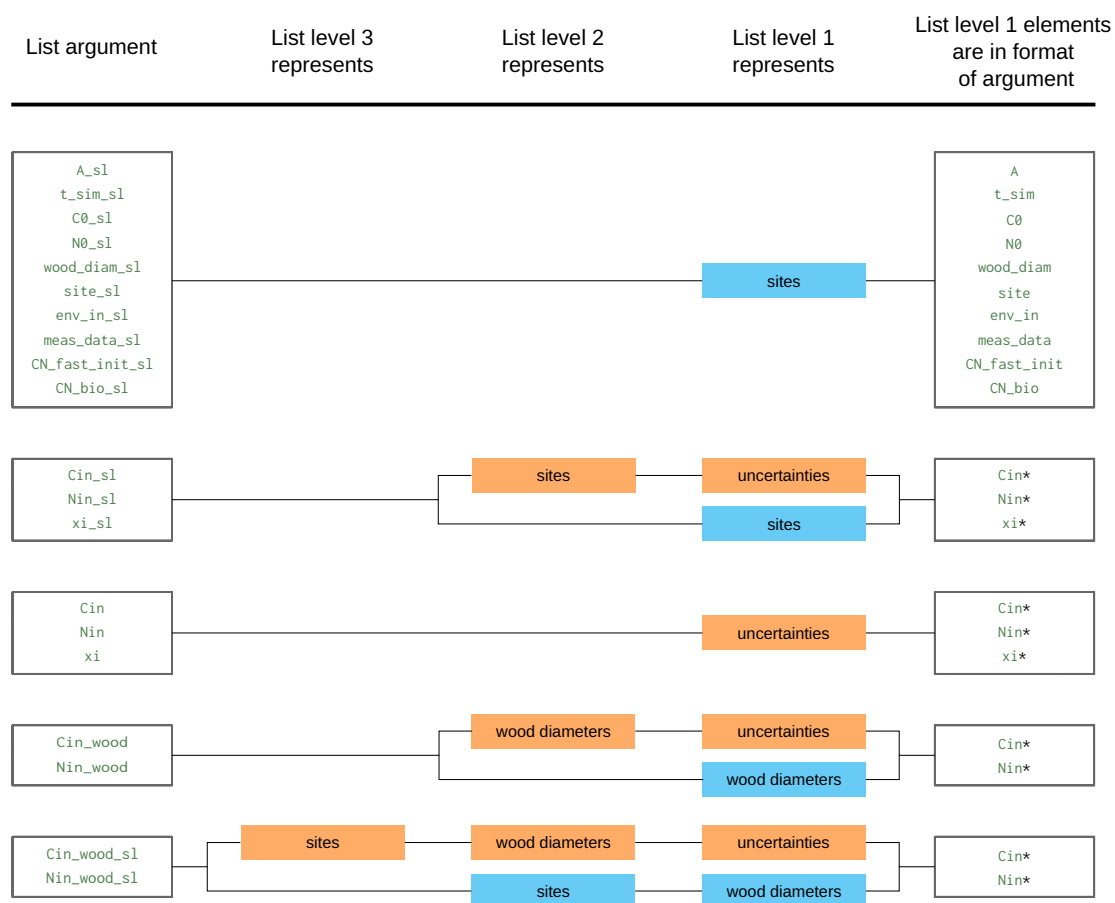 List argument
List level 3
represents
List level 2
represents
List level 1
represents
List level 1 elements
are in format
of argument
A_sl
t_sim_sl
C0_sl
N0_sl
wood_diam_sl
site_sl
env_in_sl
meas_data_sl
CN_fast_init_sl
CN_bio_sl
sites
A
t_sim
C0
N0
wood_diam
site
env_in
meas_data
CN_fast_init
CN_bio
Cin_sl
Nin_sl
xi_sl
sites
uncertainties
sites
Cin*
Nin*
xi*
Cin
Nin
xi
uncertainties
Cin*
Nin*
xi*
Cin_wood
Nin_wood
wood diameters
uncertainties
wood diameters
Cin*
Nin*
Cin_wood_sl
Nin_wood_sl
sites
wood diameters
uncertainties
sites
wood diameters
Cin*
Nin*